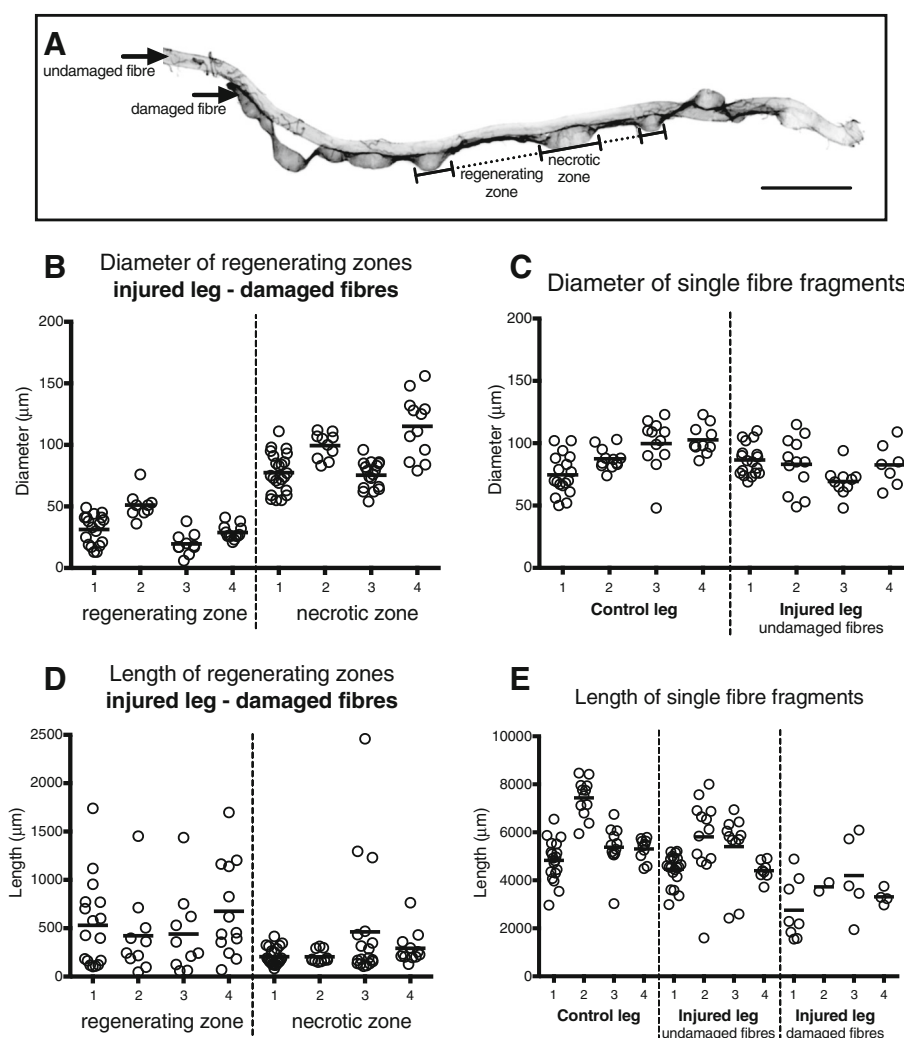 A
undamaged fibre
damaged fibre
regenerating zone
necrotic zone
B
Diameter of regenerating zones
injured leg - damaged fibres
Diameter (μm)
200
150
100
50
0
1 2 3 4 1 2 3 4
regenerating zone necrotic zone
C
Diameter of single fibre fragments
Diameter (μm)
200
150
100
50
0
1 2 3 4 1 2 3 4
Control leg Injured leg
undamaged fibres
D
Length of regenerating zones
injured leg - damaged fibres
Length (μm)
2500
2000
1500
1000
500
0
1 2 3 4 1 2 3 4
regenerating zone necrotic zone
E
Length of single fibre fragments
Length (μm)
10000
8000
6000
4000
2000
0
1 2 3 4 1 2 3 4 1 2 3 4
Control leg Injured leg Injured leg
undamaged fibres damaged fibres